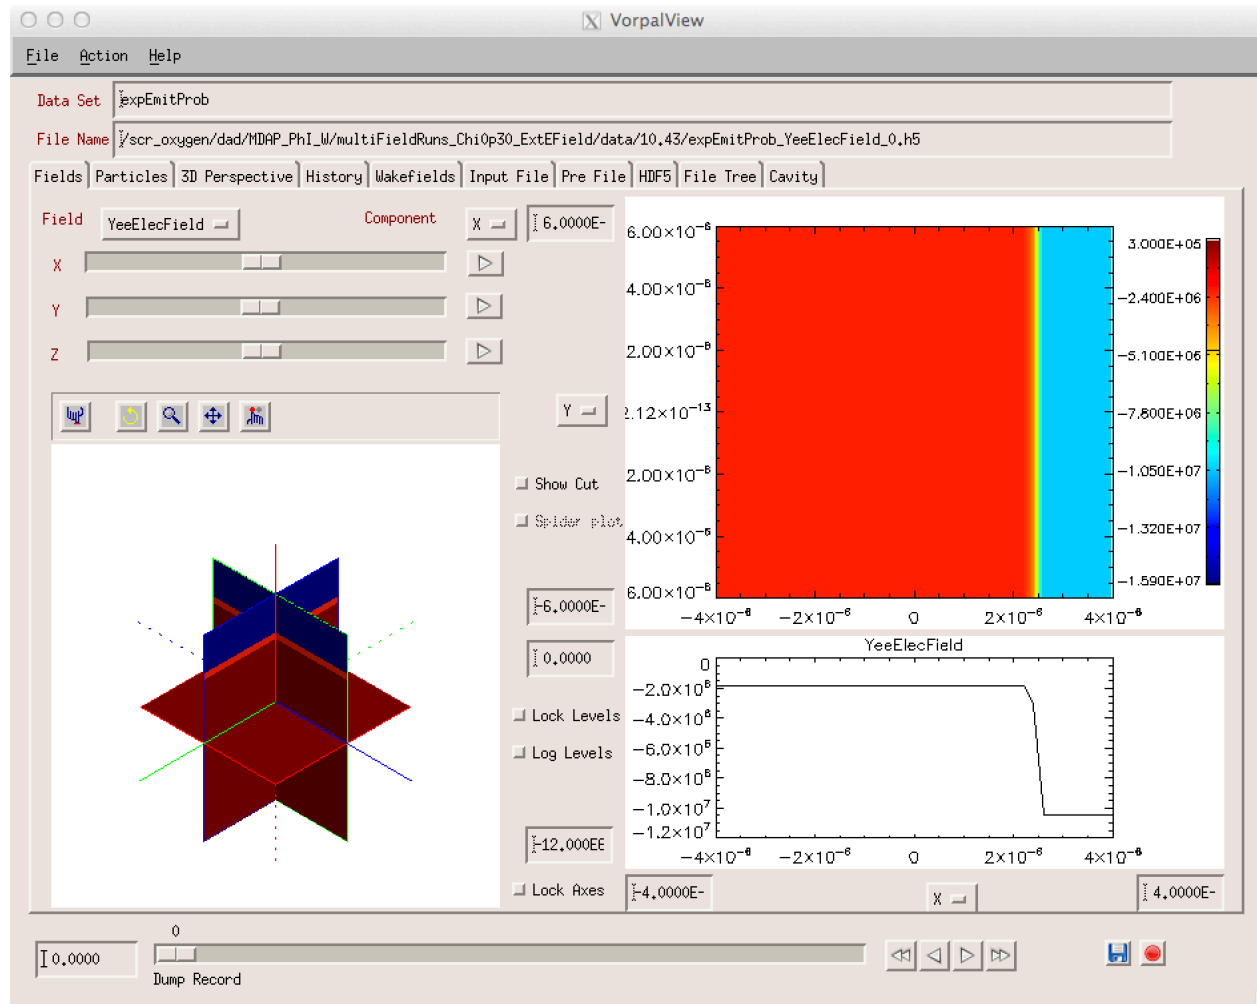 VorpalView
File Action Help
Data Set expEmitProb
File Name /scr_oxygen/dad/MDAP_PhI_W/multiFieldRuns_Chi0p30_ExtEField/data/10.43/expEmitProb_YeeElecField_0.h5
Fields Particles 3D Perspective History Wakefields Input File Pre File HDF5 File Tree Cavity
Field YeeElecField Component X 6.0000E-
X
Y
Z
Y
Show Cut
Spider plot
-6.0000E-
0.0000
Lock Levels
Log Levels
-12.000E6
Lock Axes
6.00×10⁻⁶
4.00×10⁻⁶
2.00×10⁻⁶
2.12×10⁻¹³
2.00×10⁻⁶
4.00×10⁻⁶
6.00×10⁻⁶
−4×10⁻⁶ −2×10⁻⁶ 0 2×10⁻⁶ 4×10⁻⁶
3.000E+05
−2.400E+06
−5.100E+06
−7.800E+06
−1.050E+07
−1.320E+07
−1.590E+07
YeeElecField
0
−2.0×10⁶
−4.0×10⁶
−6.0×10⁶
−8.0×10⁶
−1.0×10⁷
−1.2×10⁷
−4×10⁻⁶ −2×10⁻⁶ 0 2×10⁻⁶ 4×10⁻⁶
-4.0000E- X 4.0000E-
0
0.0000
Dump Record